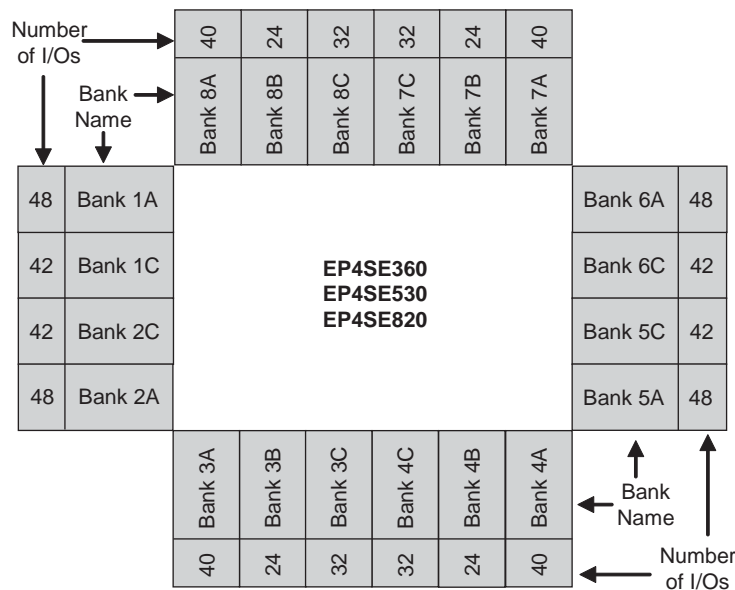 Number
of I/Os
40 24 32 32 24 40
Bank
Name
Bank 8A Bank 8B Bank 8C Bank 7C Bank 7B Bank 7A
48 Bank 1A
42 Bank 1C
42 Bank 2C
48 Bank 2A
EP4SE360
EP4SE530
EP4SE820
Bank 6A 48
Bank 6C 42
Bank 5C 42
Bank 5A 48
Bank 3A Bank 3B Bank 3C Bank 4C Bank 4B Bank 4A
Bank
Name
40 24 32 32 24 40
Number
of I/Os